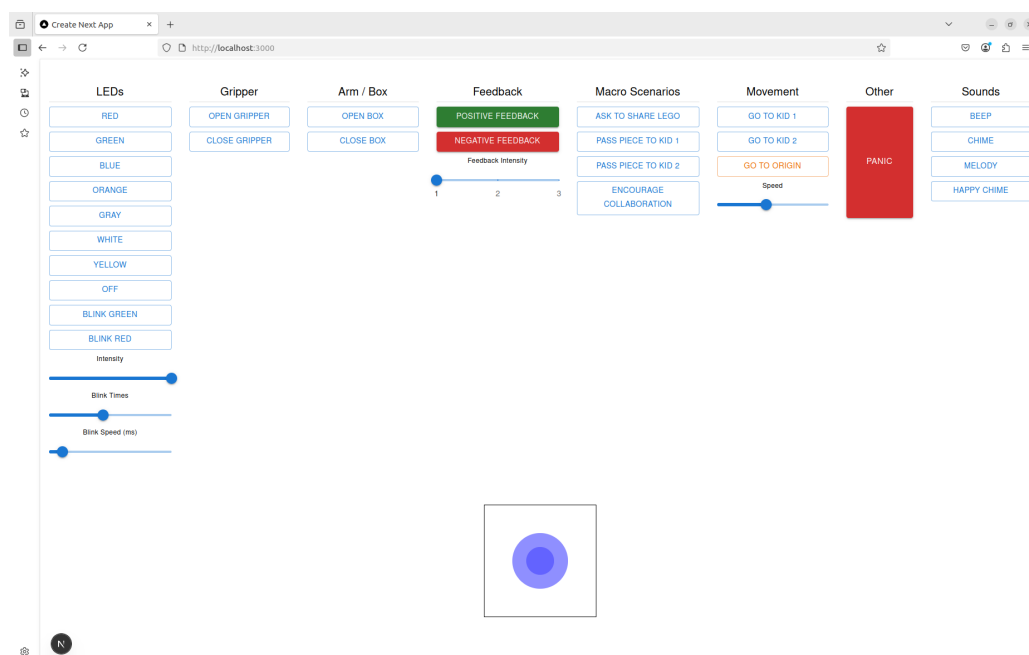 Create Next App
http://localhost:3000
LEDs
RED
GREEN
BLUE
ORANGE
GRAY
WHITE
YELLOW
OFF
BLINK GREEN
BLINK RED
Intensity
Blink Times
Blink Speed (ms)
Gripper
OPEN GRIPPER
CLOSE GRIPPER
Arm / Box
OPEN BOX
CLOSE BOX
Feedback
POSITIVE FEEDBACK
NEGATIVE FEEDBACK
Feedback Intensity
1 2 3
Macro Scenarios
ASK TO SHARE LEGO
PASS PIECE TO KID 1
PASS PIECE TO KID 2
ENCOURAGE
COLLABORATION
Movement
GO TO KID 1
GO TO KID 2
GO TO ORIGIN
Speed
Other
PANIC
Sounds
BEEP
CHIME
MELODY
HAPPY CHIME
N